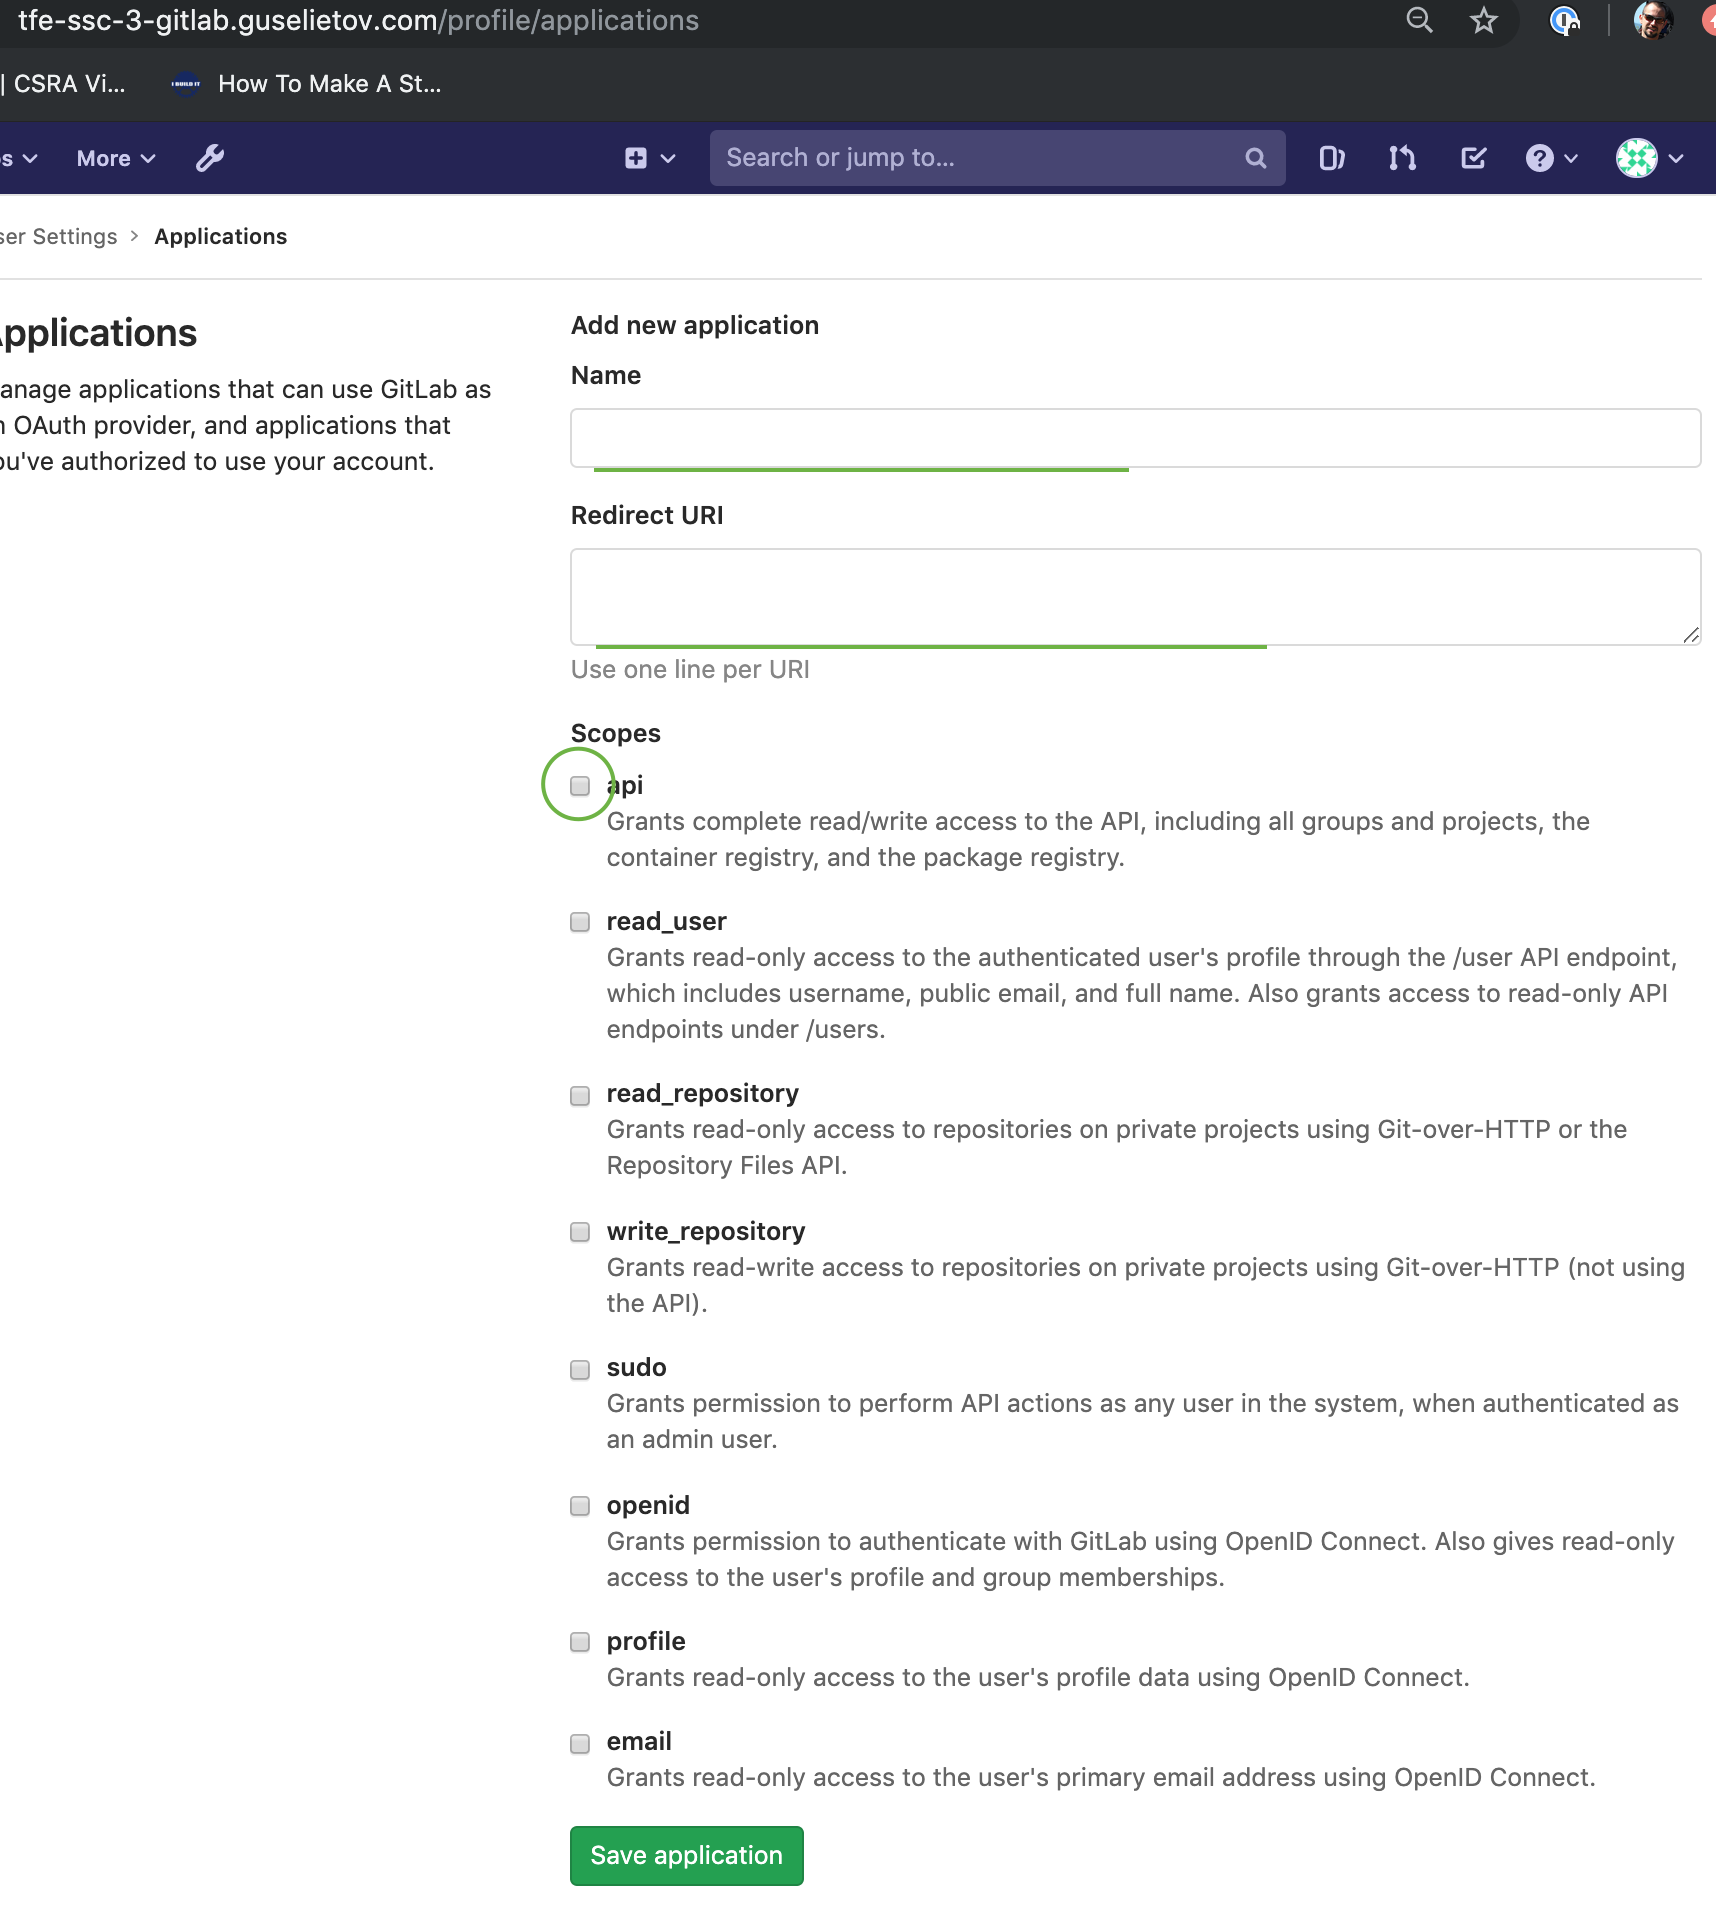 tfe-ssc-3-gitlab.guselietov.com/profile/applications
| CSRA Vi...
I BUILD IT How To Make A St...
s More
Search or jump to...
ser Settings > Applications
Applications
anage applications that can use GitLab as
n OAuth provider, and applications that
ou've authorized to use your account.
Add new application
Name
Redirect URI
Use one line per URI
Scopes
api
Grants complete read/write access to the API, including all groups and projects, the
container registry, and the package registry.
read_user
Grants read-only access to the authenticated user's profile through the /user API endpoint,
which includes username, public email, and full name. Also grants access to read-only API
endpoints under /users.
read_repository
Grants read-only access to repositories on private projects using Git-over-HTTP or the
Repository Files API.
write_repository
Grants read-write access to repositories on private projects using Git-over-HTTP (not using
the API).
sudo
Grants permission to perform API actions as any user in the system, when authenticated as
an admin user.
openid
Grants permission to authenticate with GitLab using OpenID Connect. Also gives read-only
access to the user's profile and group memberships.
profile
Grants read-only access to the user's profile data using OpenID Connect.
email
Grants read-only access to the user's primary email address using OpenID Connect.
Save application